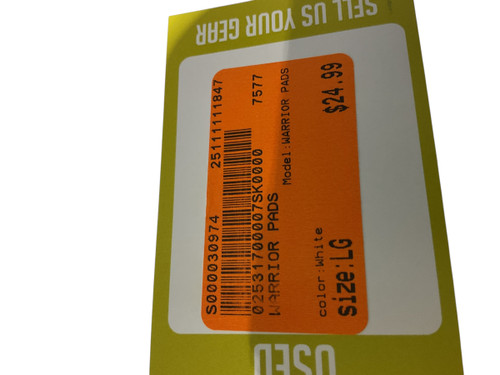 SELL US YOUR GEAR
S000030974 25111111847
7577
02531700007SK0000
WARRIOR PADS
Model:WARRIOR PADS
color:White
size:LG $24.99
USED